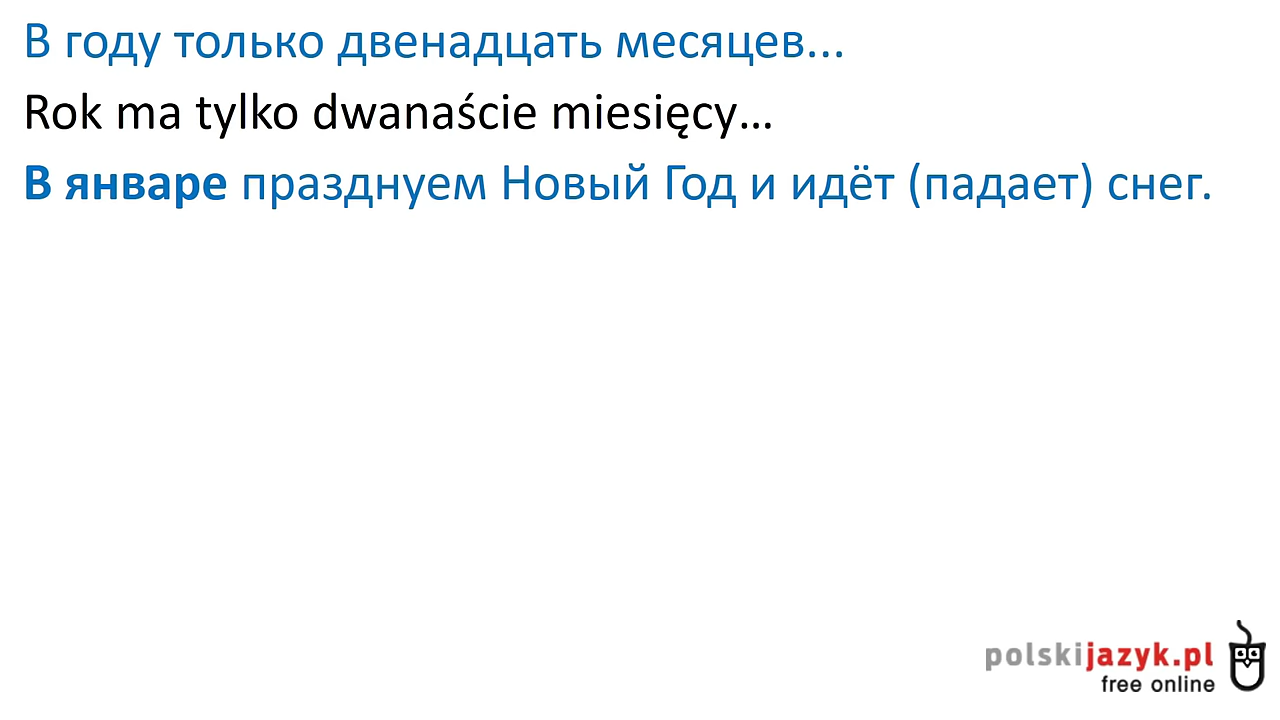 В году только двенадцать месяцев...
Rok ma tylko dwanaście miesięcy…
В январе празднуем Новый Год и идёт (падает) снег.
polskijazyk.pl
free online